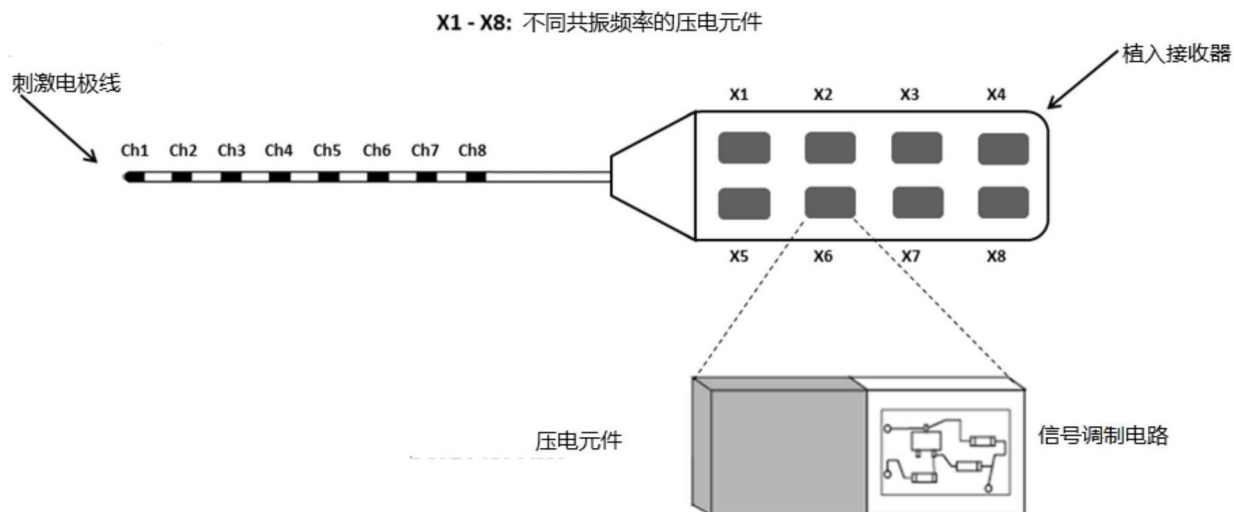 X1 - X8: 不同共振频率的压电元件
植入接收器
刺激电极线
X1 X2 X3 X4
Ch1 Ch2 Ch3 Ch4 Ch5 Ch6 Ch7 Ch8
X5 X6 X7 X8
压电元件
信号调制电路